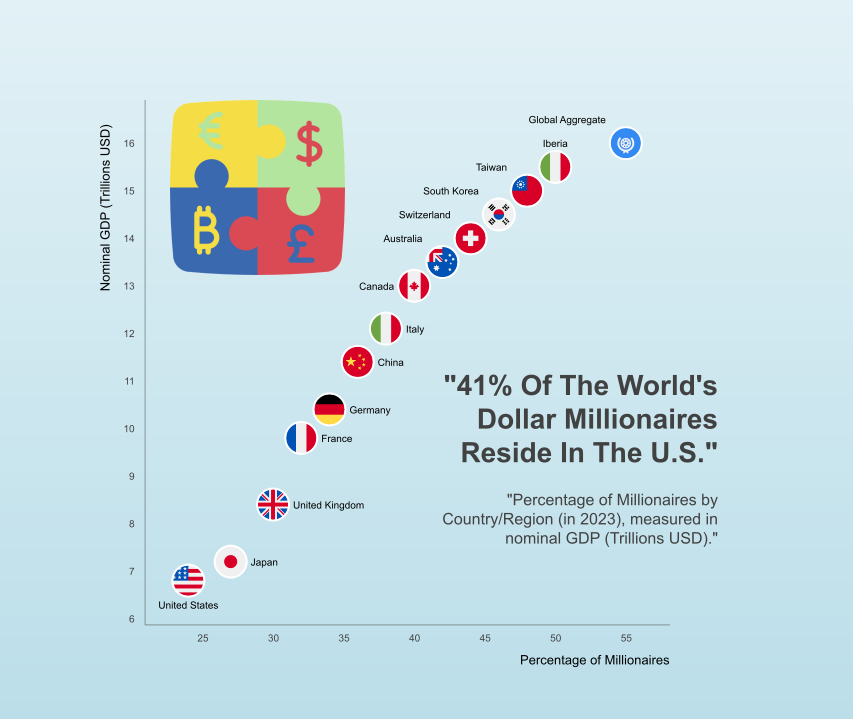 Global Aggregate
Iberia
Taiwan
South Korea
Switzerland
Australia
Canada
Italy
China
Germany
France
United Kingdom
Japan
United States
Nominal GDP (Trillions USD)
16
15
14
13
12
11
10
9
8
7
6
€
$
₿
£
"41% Of The World's
Dollar Millionaires
Reside In The U.S."
"Percentage of Millionaires by
Country/Region (in 2023), measured in
nominal GDP (Trillions USD)."
25 30 35 40 45 50 55
Percentage of Millionaires